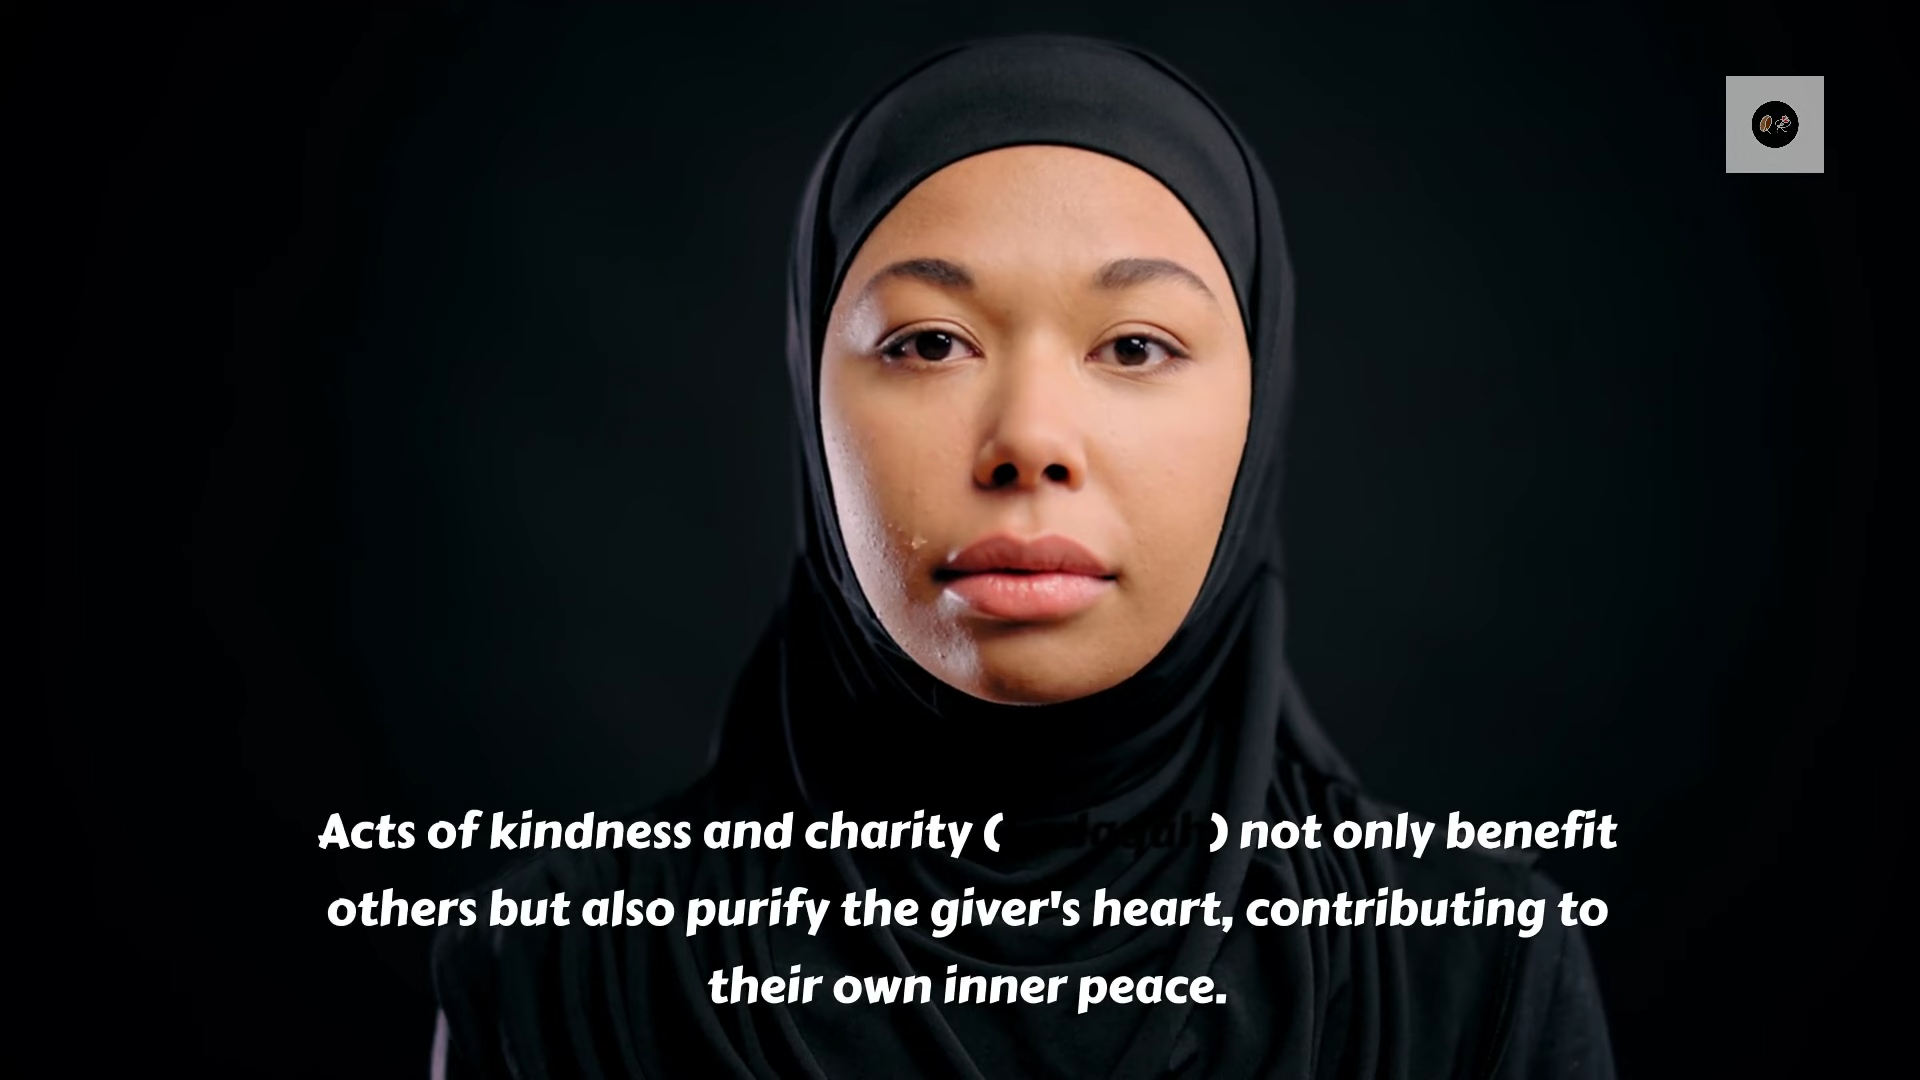 Acts of kindness and charity ( ) not only benefit
others but also purify the giver's heart, contributing to
their own inner peace.